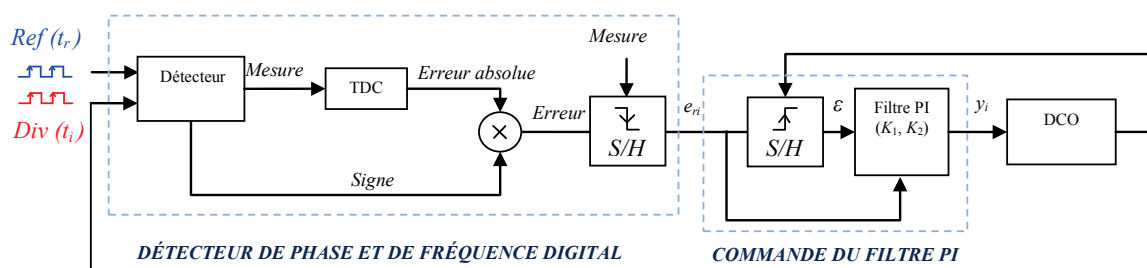 Ref (tr)
Div (ti)
Détecteur
Mesure
TDC
Erreur absolue
Signe
×
Erreur
Mesure
S/H
eri
S/H
ε
Filtre PI
(K1, K2)
yi
DCO
DÉTECTEUR DE PHASE ET DE FRÉQUENCE DIGITAL
COMMANDE DU FILTRE PI